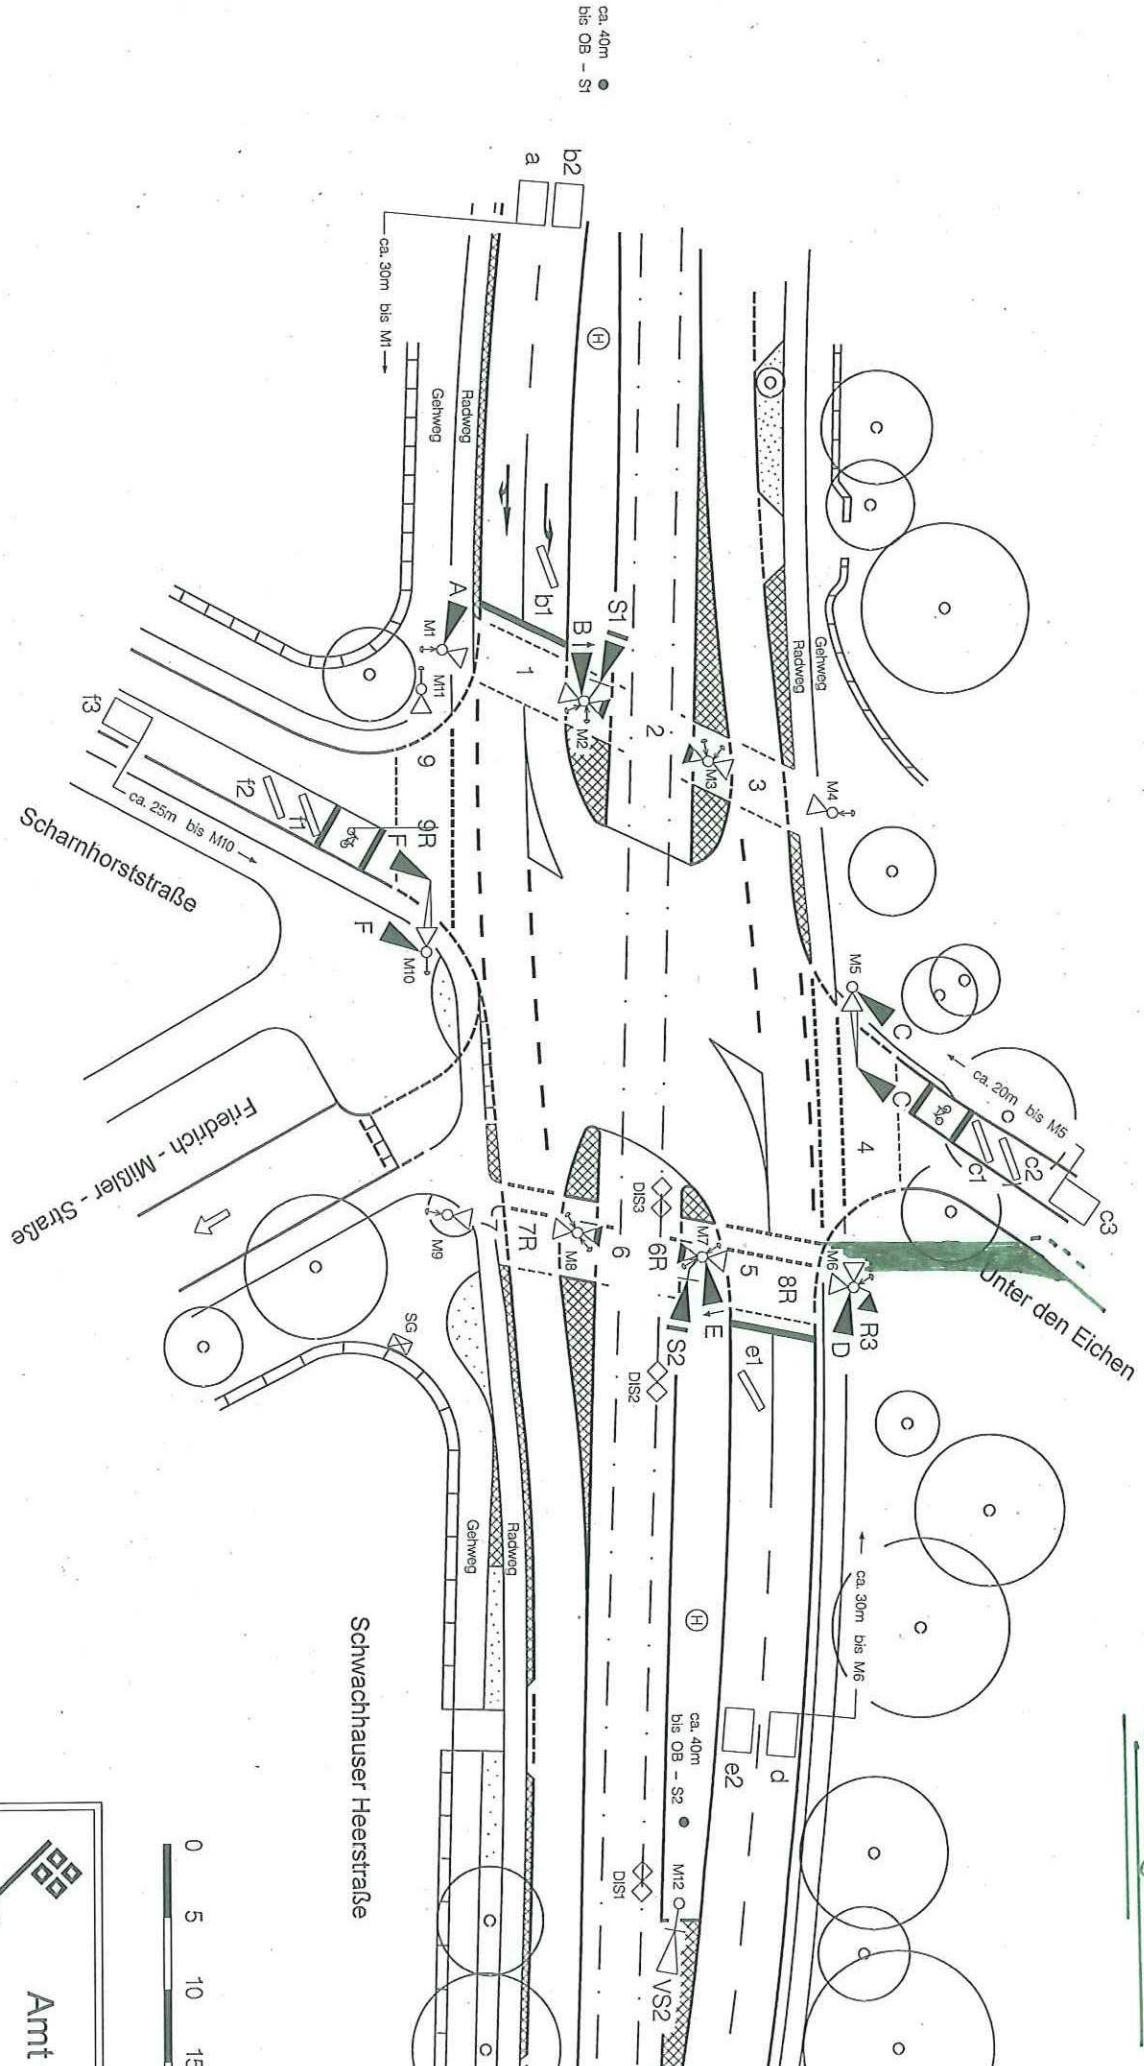 ca. 40m
bis OB - S1
b2
a
ca. 30m bis M1
H
Gehweg
Radweg
Gehweg
Radweg
A
b1
S1
B
M1
M11
M2
M3
M4
1
2
3
f3
f2
f1
9
9R
F
F
M10
ca. 25m bis M10
Scharnhorststraße
M5
C
C
ca. 20m bis M5
c1
c2
c3
4
Friedrich - Mißler - Straße
DIS3
M7
M6
M8
M9
7
7R
6
6R
5
8R
E
S2
R3
D
Unter den Eichen
SG
e1
DIS2
Radweg
Gehweg
H
ca. 30m bis M6
Schwachhauser Heerstraße
ca. 40m
bis OB - S2
e2
d
DIS1
M12
VS2
0
5
10
15
Amt